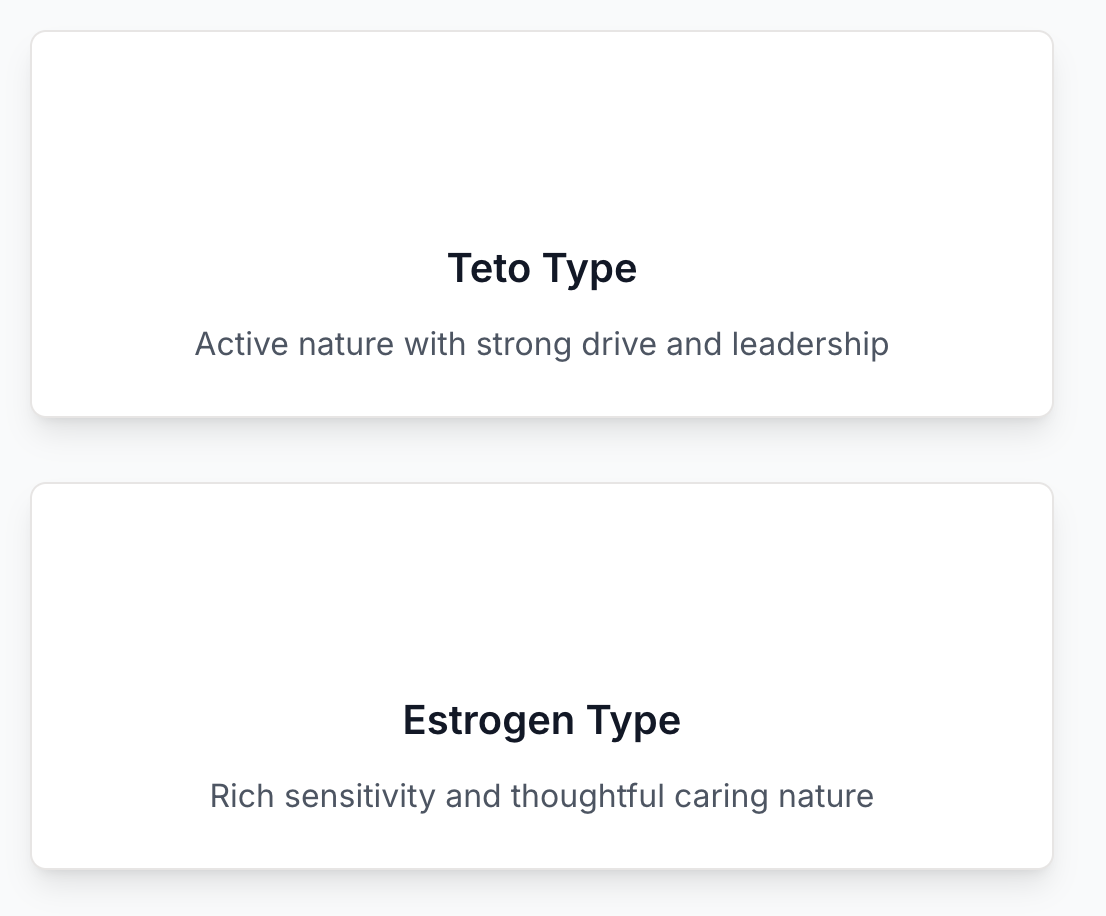 Teto Type
Active nature with strong drive and leadership
Estrogen Type
Rich sensitivity and thoughtful caring nature